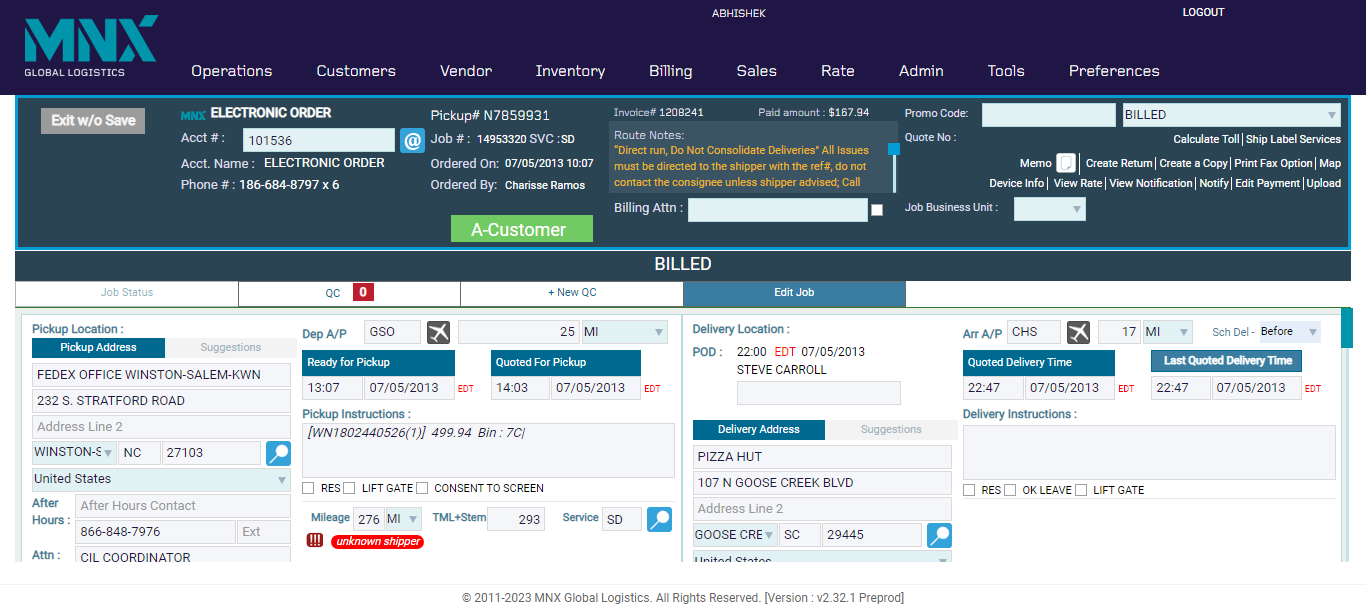 ABHISHEK
LOGOUT
MNX
GLOBAL LOGISTICS
Operations Customers Vendor Inventory Billing Sales Rate Admin Tools Preferences
Exit w/o Save
MNX ELECTRONIC ORDER
Acct # : 101536 @
Acct. Name : ELECTRONIC ORDER
Phone # : 186-684-8797 x 6
Pickup# N7859931
Job # : 14953320 SVC : SD
Ordered On: 07/05/2013 10:07
Ordered By: Charisse Ramos
A-Customer
Invoice# 1208241 Paid amount : $167.94
Route Notes:
"Direct run, Do Not Consolidate Deliveries" All Issues
must be directed to the shipper with the ref#, do not
contact the consignee unless shipper advised; Call
Billing Attn :
Promo Code: BILLED
Quote No :
Calculate Toll| Ship Label Services
Memo | Create Return| Create a Copy| Print Fax Option| Map
Device Info| View Rate| View Notification| Notify| Edit Payment| Upload
Job Business Unit :
BILLED
Job Status
QC 0
+ New QC
Edit Job
Pickup Location :
Pickup Address Suggestions
FEDEX OFFICE WINSTON-SALEM-KWN
232 S. STRATFORD ROAD
Address Line 2
WINSTON-S NC 27103
United States
After
Hours :
After Hours Contact
866-848-7976 Ext
Attn : CIL COORDINATOR
Dep A/P GSO 25 MI
Ready for Pickup
13:07 07/05/2013 EDT
Quoted For Pickup
14:03 07/05/2013 EDT
Pickup Instructions :
[WN1802440526(1)] 499.94 Bin : 7C|
RES LIFT GATE CONSENT TO SCREEN
Mileage 276 MI TML+Stem 293 Service SD
!!! unknown shipper
Delivery Location :
POD : 22:00 EDT 07/05/2013
STEVE CARROLL
Delivery Address Suggestions
PIZZA HUT
107 N GOOSE CREEK BLVD
Address Line 2
GOOSE CRE SC 29445
United States
Arr A/P CHS 17 MI Sch Del - Before
Quoted Delivery Time
22:47 07/05/2013 EDT
Last Quoted Delivery Time
22:47 07/05/2013 EDT
Delivery Instructions :
RES OK LEAVE LIFT GATE
© 2011-2023 MNX Global Logistics. All Rights Reserved. [Version : v2.32.1 Preprod]